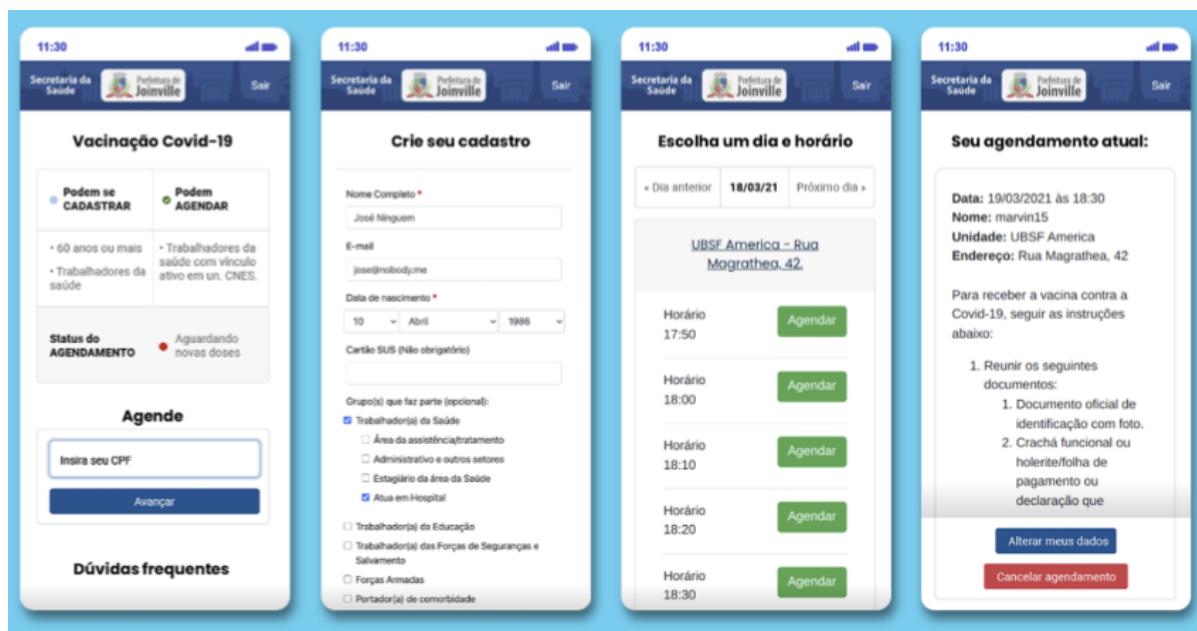 11:30
Secretaria da
Saúde
Prefeitura de
Joinville
Sair
Vacinação Covid-19
Podem se
CADASTRAR
Podem
AGENDAR
• 60 anos ou mais
• Trabalhadores da
saúde
• Trabalhadores da
saúde com vínculo
ativo em un. CNES.
Status do
AGENDAMENTO
Aguardando
novas doses
Agende
Insira seu CPF
Avançar
Dúvidas frequentes
11:30
Secretaria da
Saúde
Prefeitura de
Joinville
Sair
Crie seu cadastro
Nome Completo *
José Ninguem
E-mail
jose@nobody.me
Data de nascimento *
10 Abril 1986
Cartão SUS (Não obrigatório)
Grupo(s) que faz parte (opcional):
Trabalhador(a) da Saúde
Área da assistência/tratamento
Administrativo e outros setores
Estagiário da área da Saúde
Atua em Hospital
Trabalhador(a) da Educação
Trabalhador(a) das Forças de Seguranças e
Salvamento
Forças Armadas
Portador(a) de comorbidade
11:30
Secretaria da
Saúde
Prefeitura de
Joinville
Sair
Escolha um dia e horário
« Dia anterior 18/03/21 Próximo dia »
UBSF America - Rua
Magrathea, 42.
Horário
17:50
Agendar
Horário
18:00
Agendar
Horário
18:10
Agendar
Horário
18:20
Agendar
Horário
18:30
Agendar
11:30
Secretaria da
Saúde
Prefeitura de
Joinville
Sair
Seu agendamento atual:
Data: 19/03/2021 às 18:30
Nome: marvin15
Unidade: UBSF America
Endereço: Rua Magrathea, 42
Para receber a vacina contra a
Covid-19, seguir as instruções
abaixo:
1. Reunir os seguintes
documentos:
1. Documento oficial de
identificação com foto.
2. Crachá funcional ou
holerite/folha de
pagamento ou
declaração que
Alterar meus dados
Cancelar agendamento